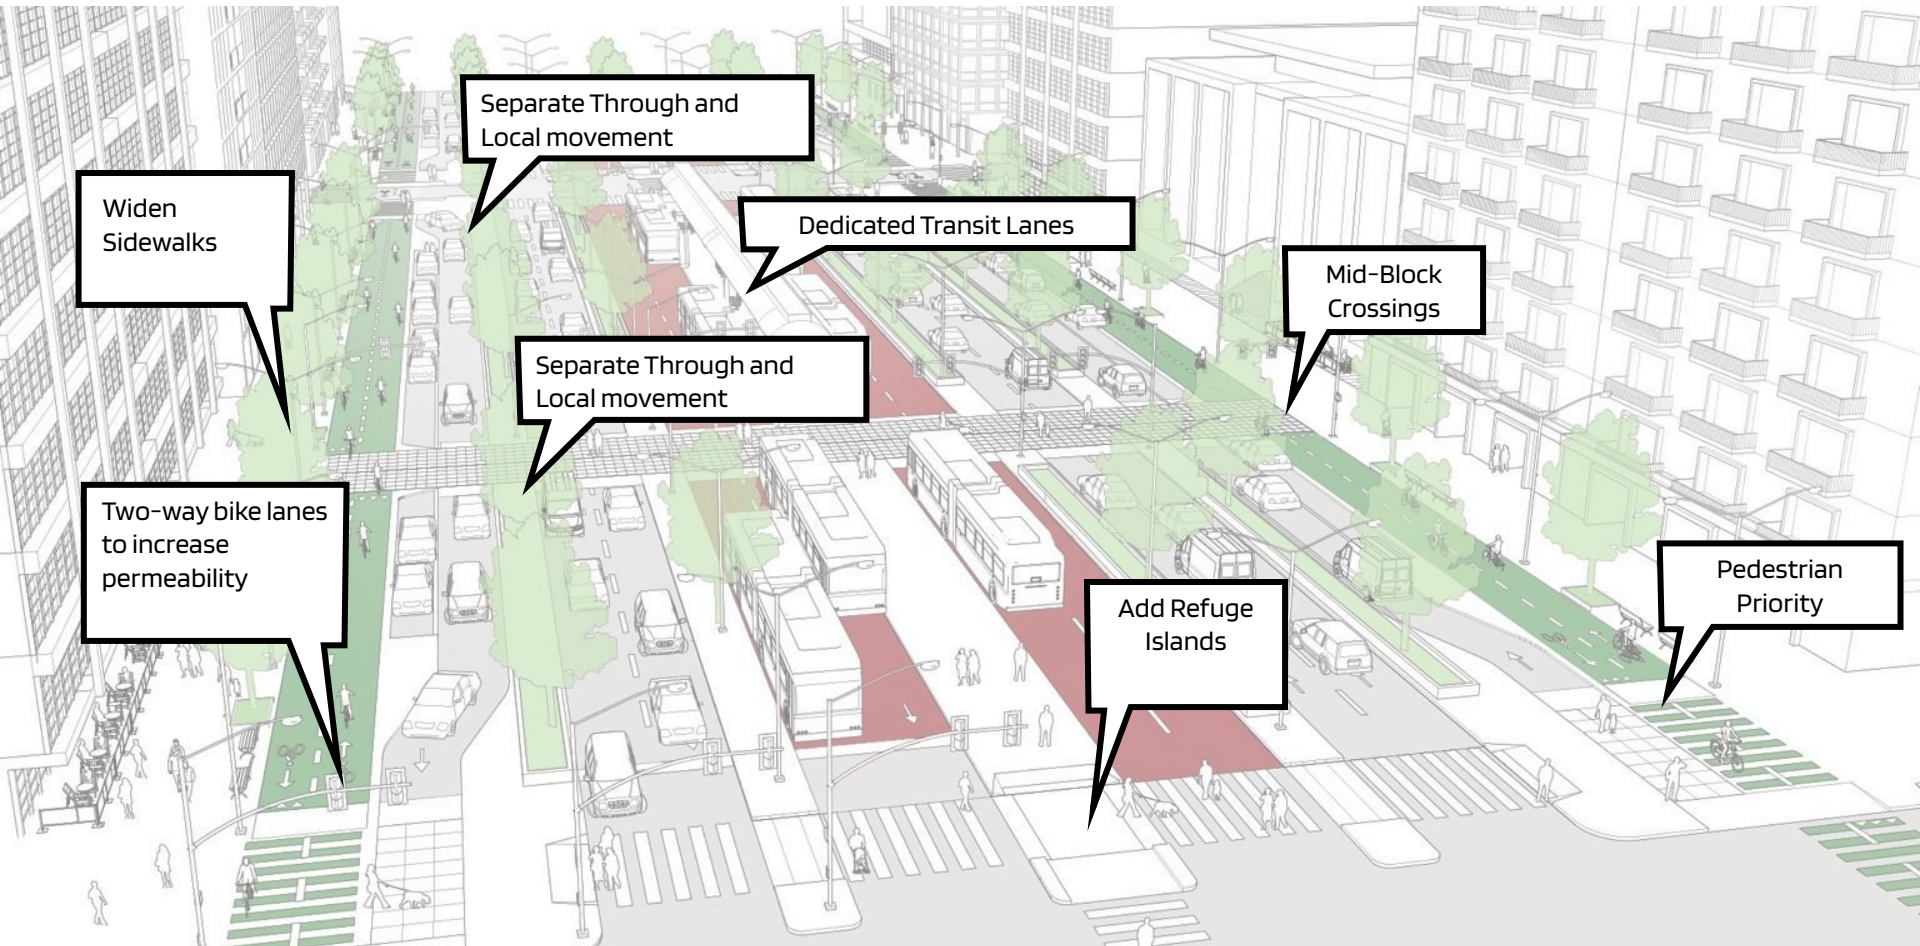 Separate Through and
Local movement
Widen
Sidewalks
Dedicated Transit Lanes
Mid-Block
Crossings
Separate Through and
Local movement
Two-way bike lanes
to increase
permeability
Pedestrian
Priority
Add Refuge
Islands